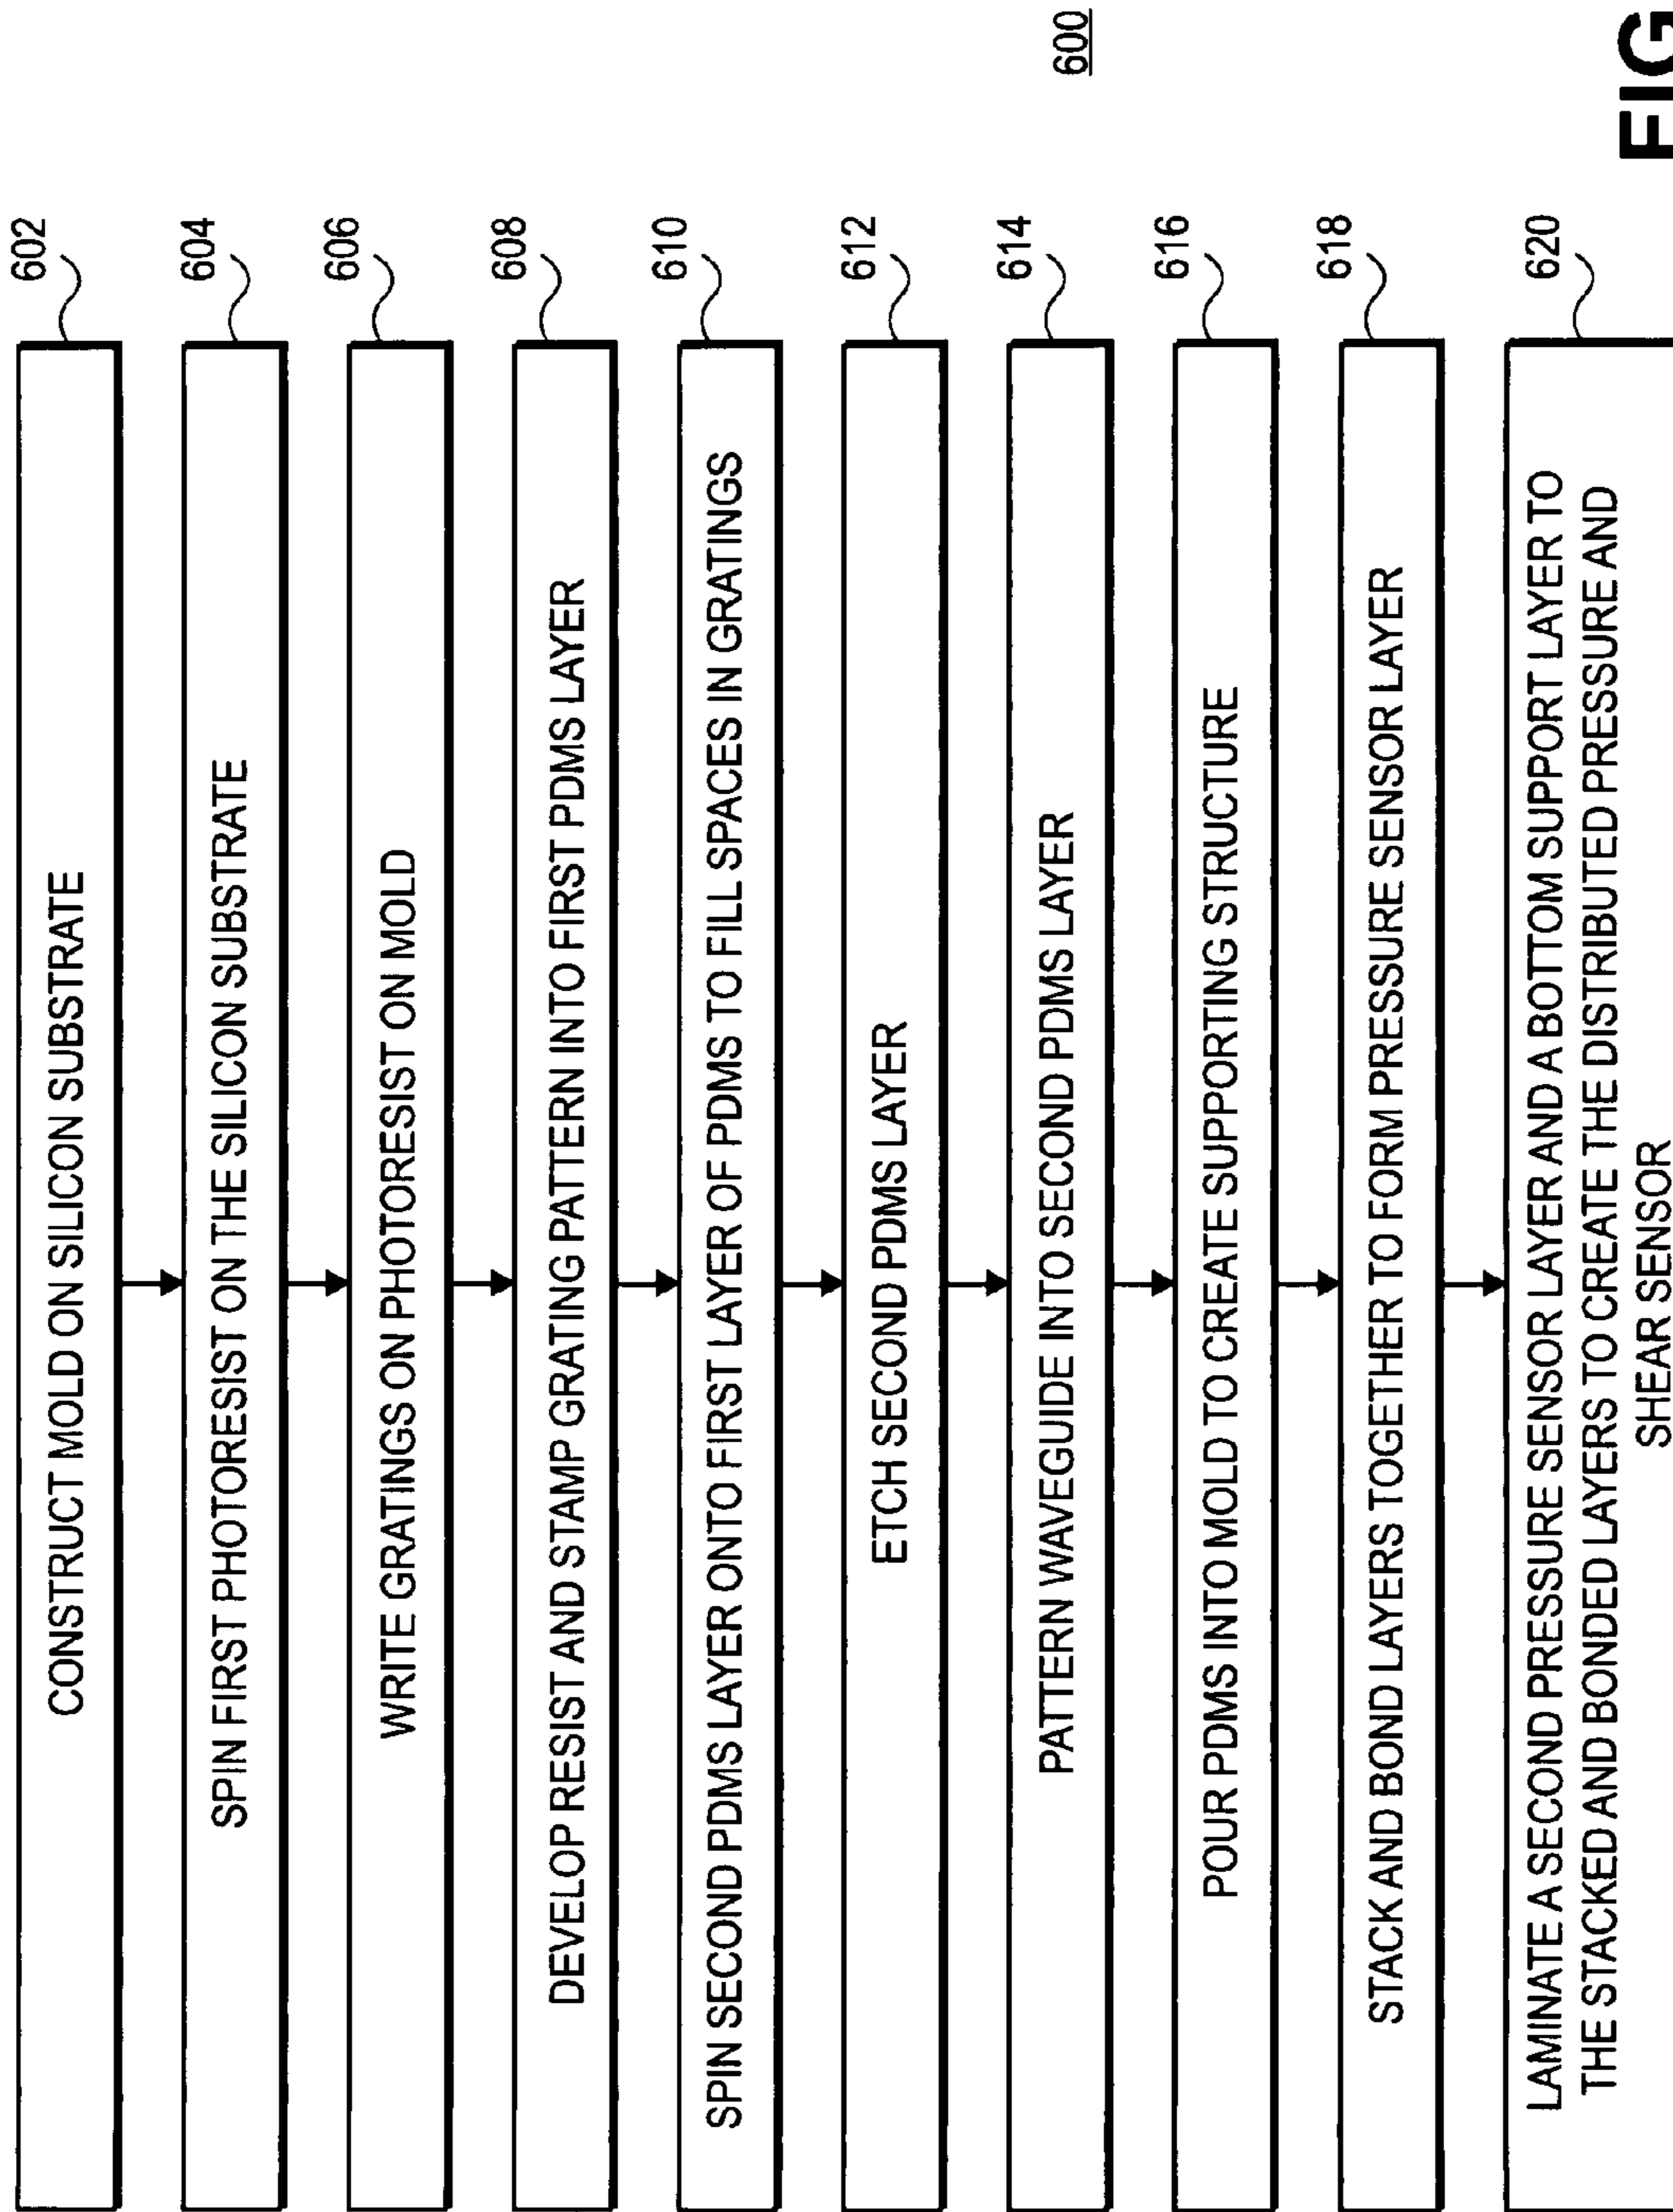 602
CONSTRUCT MOLD ON SILICON SUBSTRATE
604
SPIN FIRST PHOTORESIST ON THE SILICON SUBSTRATE
606
WRITE GRATINGS ON PHOTORESIST ON MOLD
608
DEVELOP RESIST AND STAMP GRATING PATTERN INTO FIRST PDMS LAYER
610
SPIN SECOND PDMS LAYER ONTO FIRST LAYER OF PDMS TO FILL SPACES IN GRATINGS
612
ETCH SECOND PDMS LAYER
614
PATTERN WAVEGUIDE INTO SECOND PDMS LAYER
616
POUR PDMS INTO MOLD TO CREATE SUPPORTING STRUCTURE
618
STACK AND BOND LAYERS TOGETHER TO FORM PRESSURE SENSOR LAYER
620
LAMINATE A SECOND PRESSURE SENSOR LAYER AND A BOTTOM SUPPORT LAYER TO
THE STACKED AND BONDED LAYERS TO CREATE THE DISTRIBUTED PRESSURE AND
SHEAR SENSOR
600
FIG